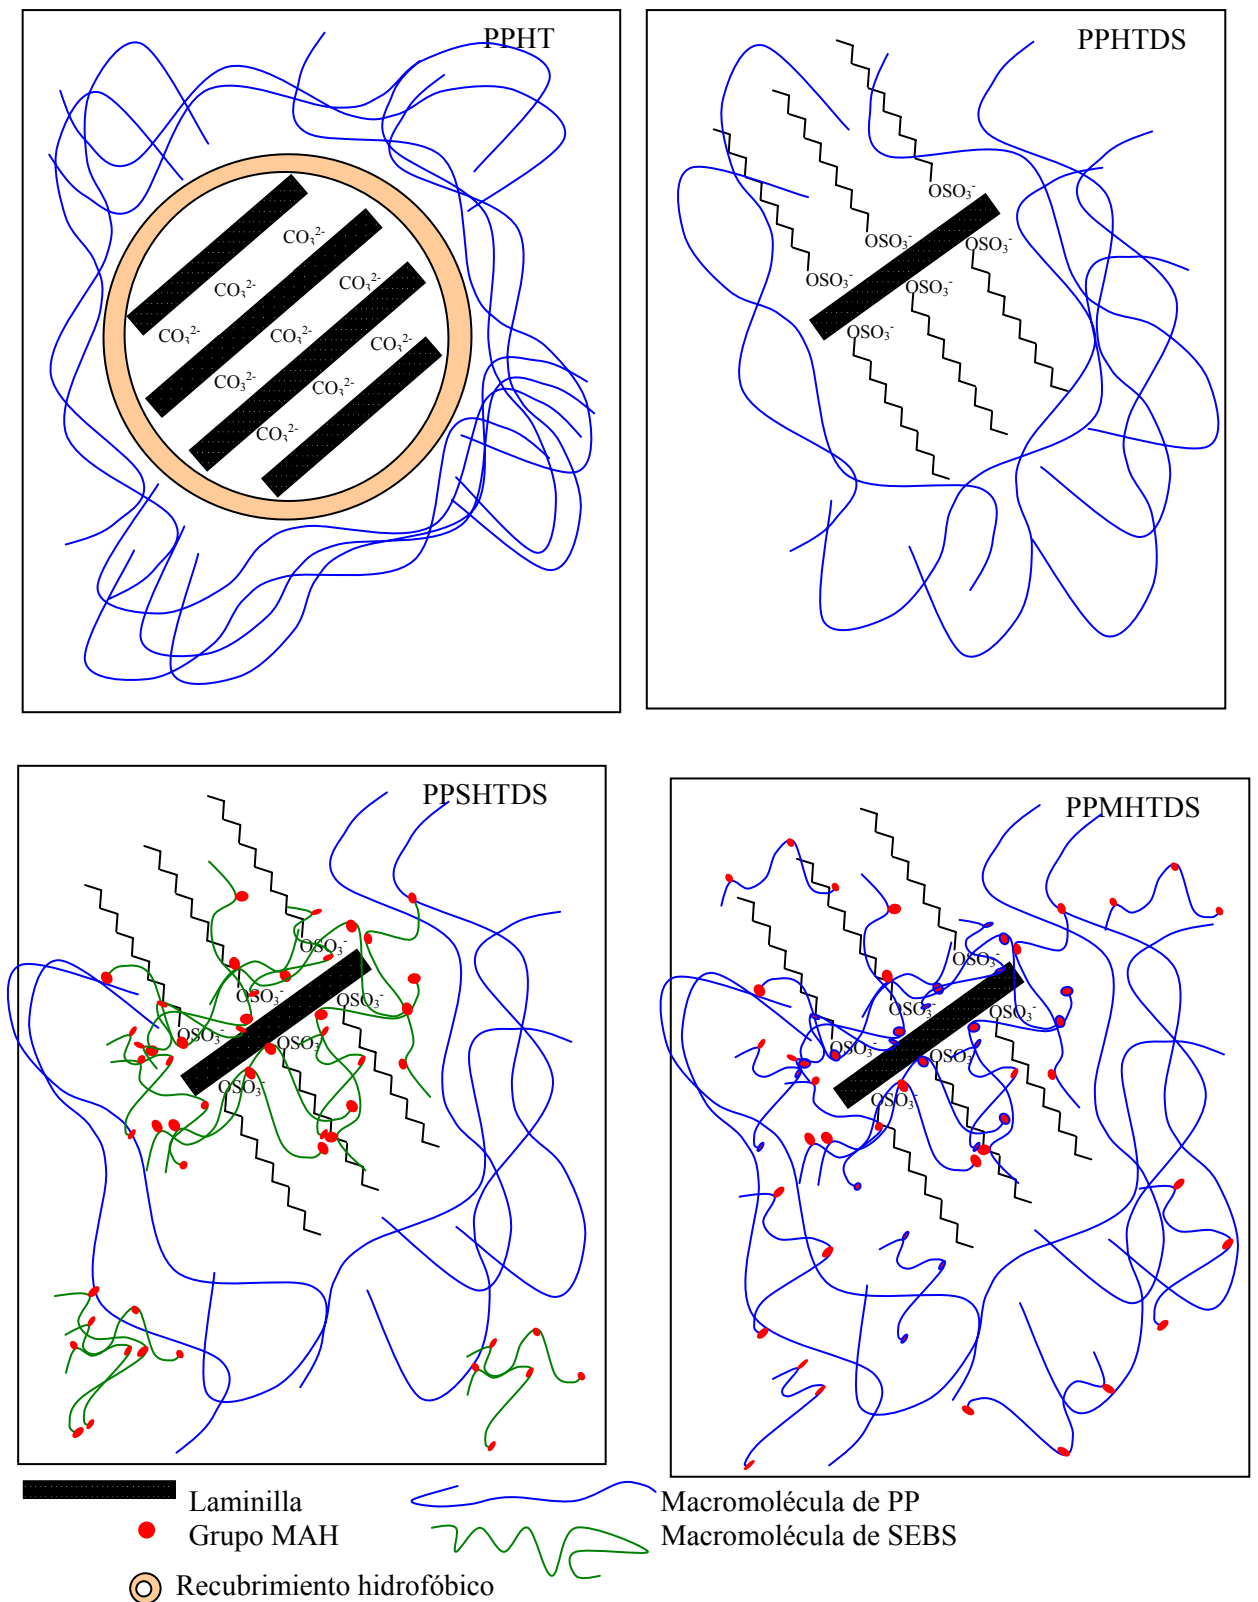 PPHT
CO₃²⁻
CO₃²⁻
CO₃²⁻
CO₃²⁻
CO₃²⁻
CO₃²⁻
CO₃²⁻
CO₃²⁻
CO₃²⁻
PPHTDS
OSO₃⁻
OSO₃⁻
OSO₃⁻
OSO₃⁻
OSO₃⁻
OSO₃⁻
PPSHTDS
OSO₃⁻
OSO₃⁻
OSO₃⁻
OSO₃⁻
OSO₃
OSO₃⁻
PPMHTDS
OSO₃⁻
OSO₃⁻
OSO₃⁻
OSO₃⁻
OSO₃
OSO₃⁻
Laminilla
Macromolécula de PP
Grupo MAH
Macromolécula de SEBS
Recubrimiento hidrofóbico